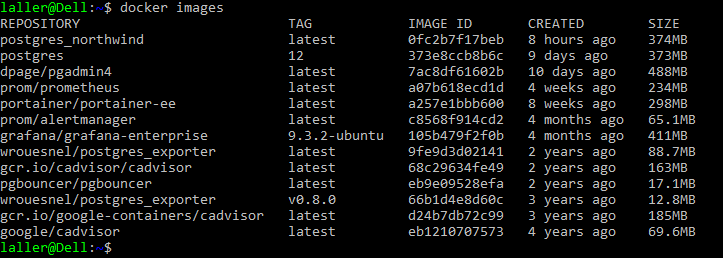 laller@Dell:~$ docker images
REPOSITORY TAG IMAGE ID CREATED SIZE
postgres_northwind latest 0fc2b7f17beb 8 hours ago 374MB
postgres 12 373e8ccb8b6c 9 days ago 373MB
dpage/pgadmin4 latest 7ac8df61602b 10 days ago 488MB
prom/prometheus latest a07b618ecd1d 4 weeks ago 234MB
portainer/portainer-ee latest a257e1bbb600 8 weeks ago 298MB
prom/alertmanager latest c8568f914cd2 4 months ago 65.1MB
grafana/grafana-enterprise 9.3.2-ubuntu 105b479f2f0b 4 months ago 411MB
wrouesnel/postgres_exporter latest 9fe9d3d02141 2 years ago 88.7MB
gcr.io/cadvisor/cadvisor latest 68c29634fe49 2 years ago 163MB
pgbouncer/pgbouncer latest eb9e09528efa 2 years ago 17.1MB
wrouesnel/postgres_exporter v0.8.0 66b1d4e8d60c 3 years ago 12.8MB
gcr.io/google-containers/cadvisor latest d24b7db72c99 3 years ago 185MB
google/cadvisor latest eb1210707573 4 years ago 69.6MB
laller@Dell:~$